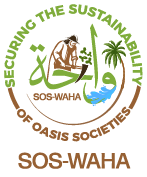 SECURING THE SUSTAINABILITY
واحة
SOS-WAHA
OF OASIS SOCIETIES
SOS-WAHA